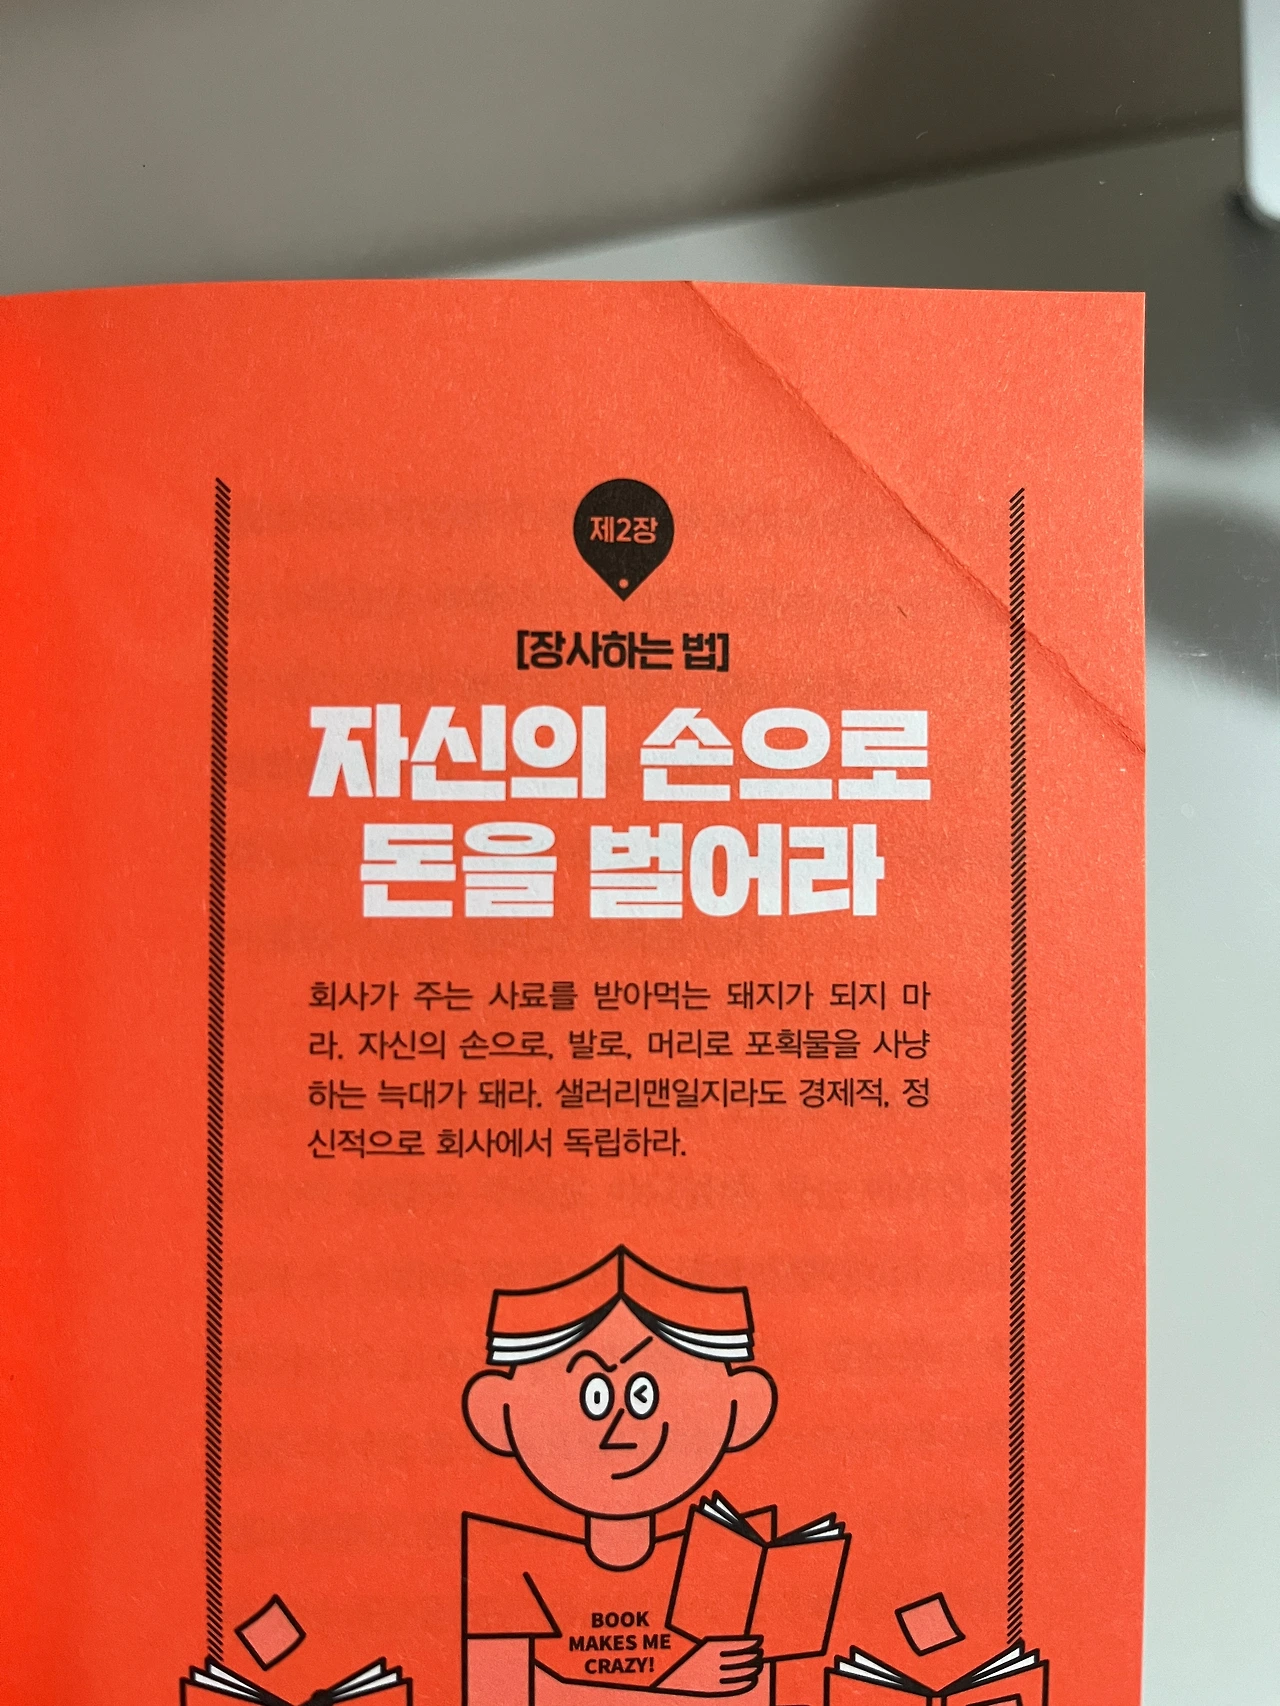 제2장
[장사하는 법]
자신의 손으로
돈을 벌어라
회사가 주는 사료를 받아먹는 돼지가 되지 마
라. 자신의 손으로, 발로, 머리로 포획물을 사냥
하는 늑대가 돼라. 샐러리맨일지라도 경제적, 정
신적으로 회사에서 독립하라.
BOOK
MAKES ME
CRAZY!